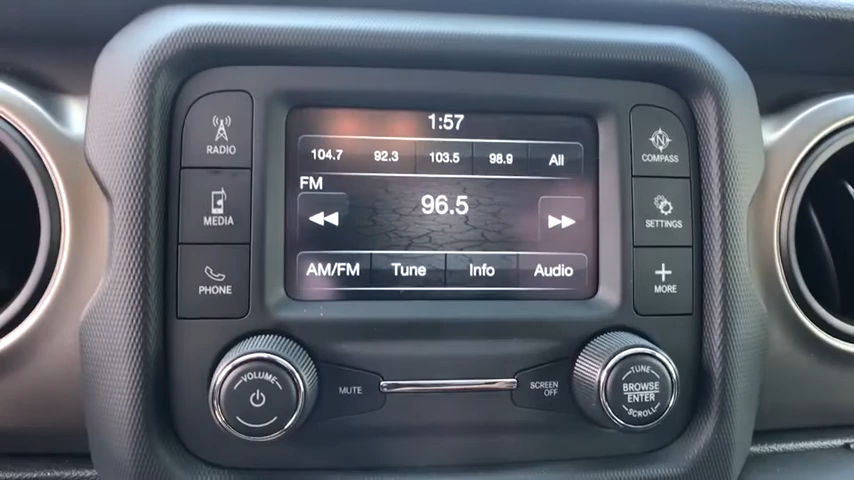 1:57
104.7 92.3 103.5 98.9 All
FM
96.5
AM/FM Tune Info Audio
RADIO
MEDIA
PHONE
N
COMPASS
SETTINGS
MORE
VOLUME
MUTE
SCREEN
OFF
TUNE
BROWSE
ENTER
SCROLL